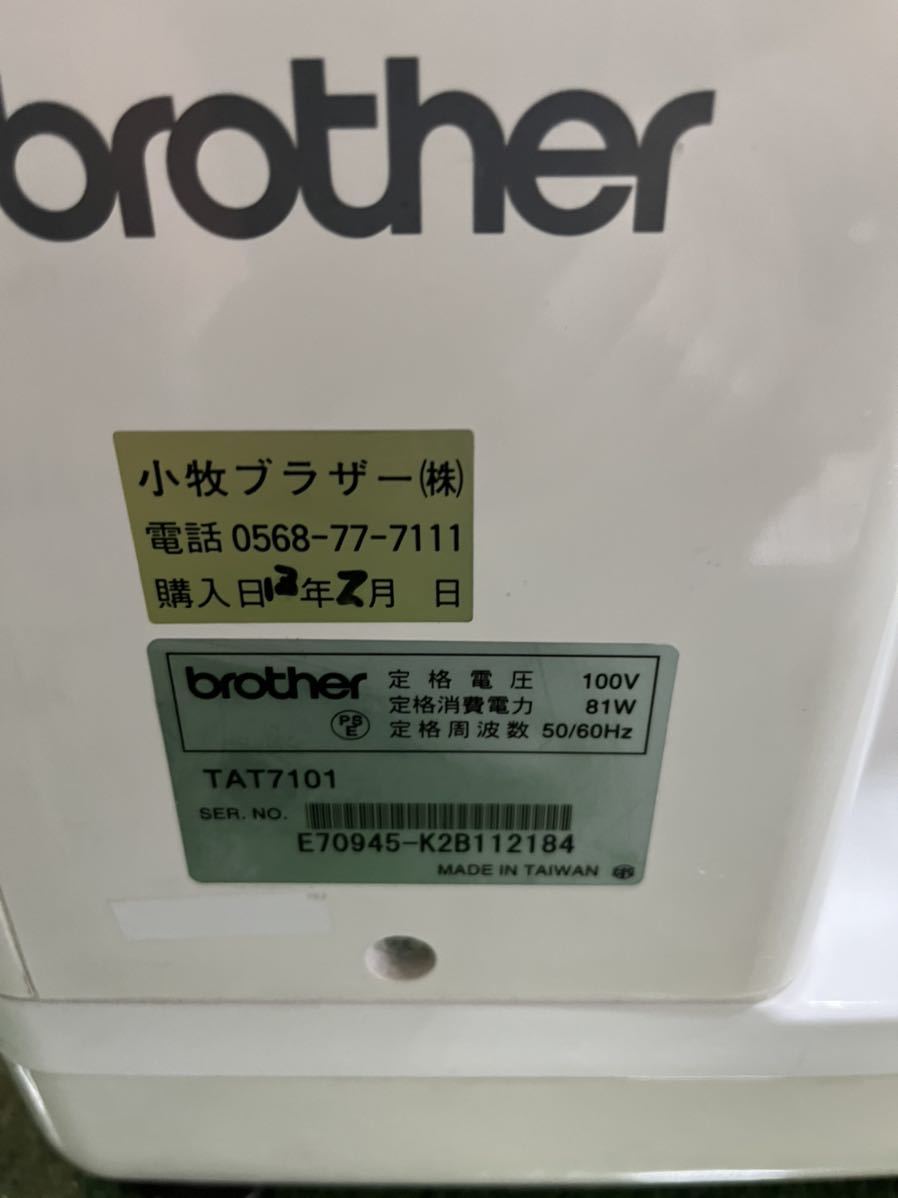 brother
小牧ブラザー㈱
電話 0568-77-7111
購入日12年2月 日
brother 定格電圧 100V
定格消費電力 81W
PSE 定格周波数 50/60Hz
TAT7101
SER. NO.
E70945-K2B112184
MADE IN TAIWAN